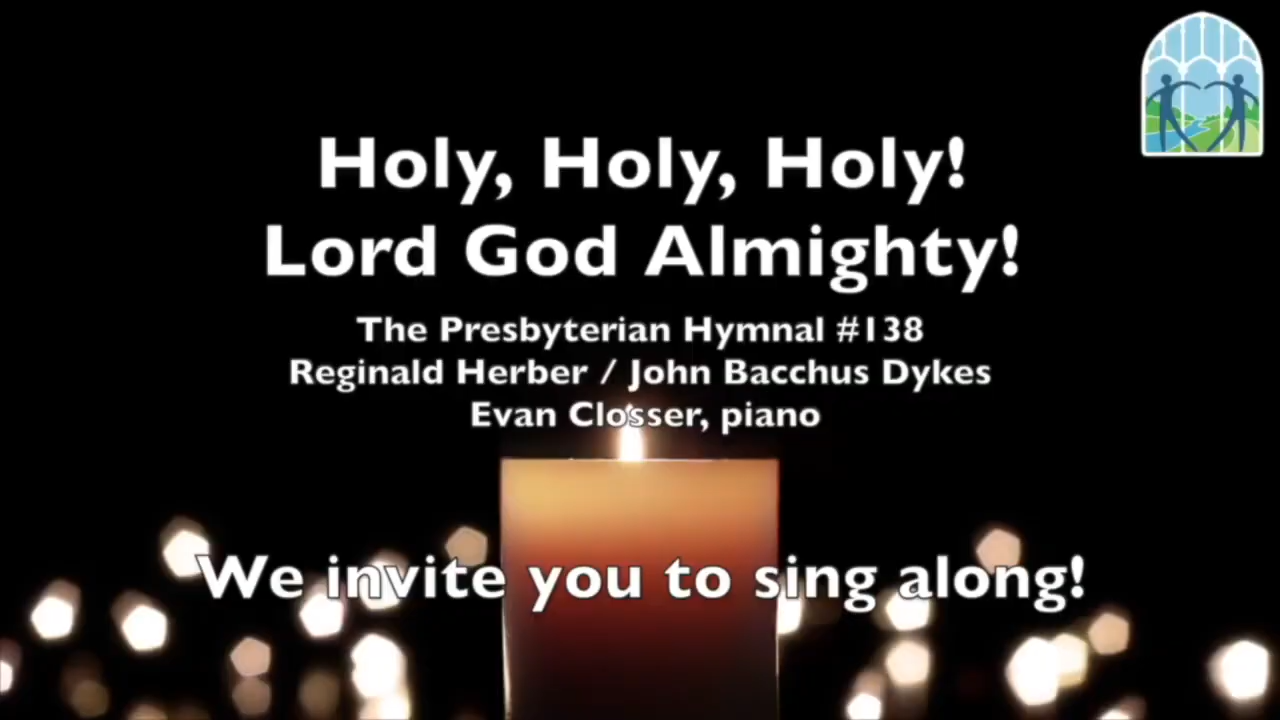 Holy, Holy, Holy!
Lord God Almighty!
The Presbyterian Hymnal #138
Reginald Herber / John Bacchus Dykes
Evan Closser, piano
We invite you to sing along!